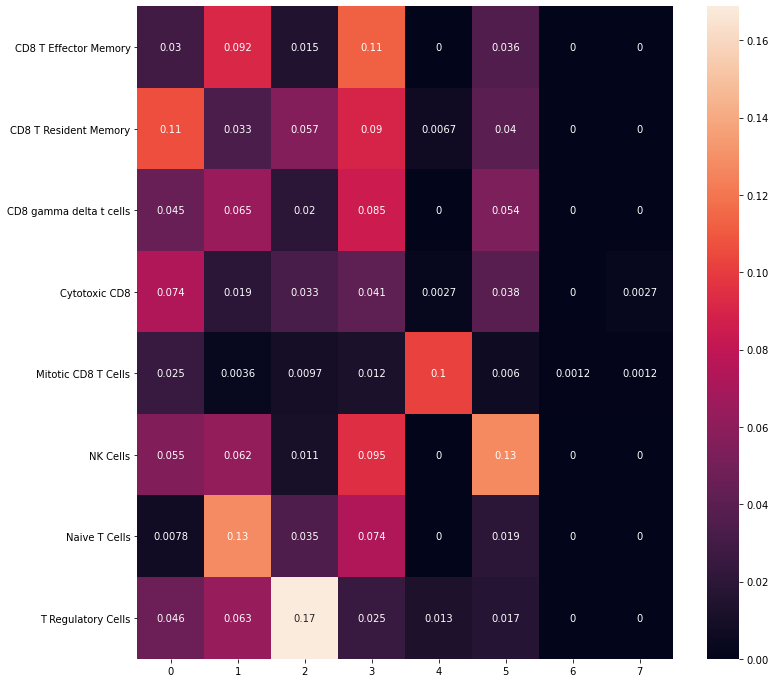 CD8 T Effector Memory 0.03 0.092 0.015 0.11 0 0.036 0 0
CD8 T Resident Memory 0.11 0.033 0.057 0.09 0.0067 0.04 0 0
CD8 gamma delta t cells 0.045 0.065 0.02 0.085 0 0.054 0 0
Cytotoxic CD8 0.074 0.019 0.033 0.041 0.0027 0.038 0 0.0027
Mitotic CD8 T Cells 0.025 0.0036 0.0097 0.012 0.1 0.006 0.0012 0.0012
NK Cells 0.055 0.062 0.011 0.095 0 0.13 0 0
Naive T Cells 0.0078 0.13 0.035 0.074 0 0.019 0 0
T Regulatory Cells 0.046 0.063 0.17 0.025 0.013 0.017 0 0
0 1 2 3 4 5 6 7
0.16
0.14
0.12
0.10
0.08
0.06
0.04
0.02
0.00